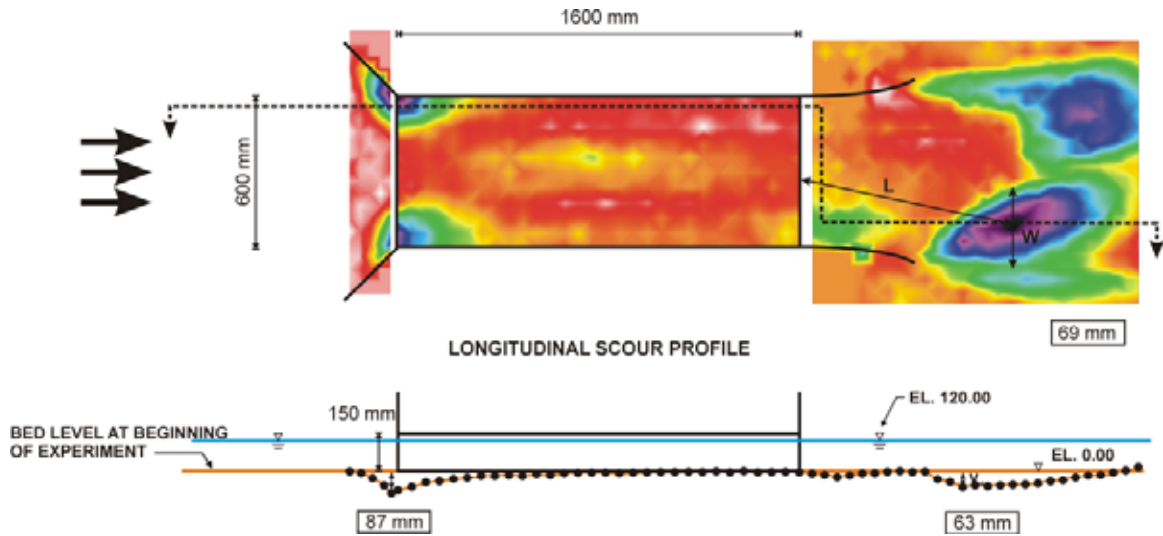 1600 mm
600 mm
L
W
69 mm
LONGITUDINAL SCOUR PROFILE
150 mm
EL. 120.00
BED LEVEL AT BEGINNING
OF EXPERIMENT
EL. 0.00
87 mm
63 mm